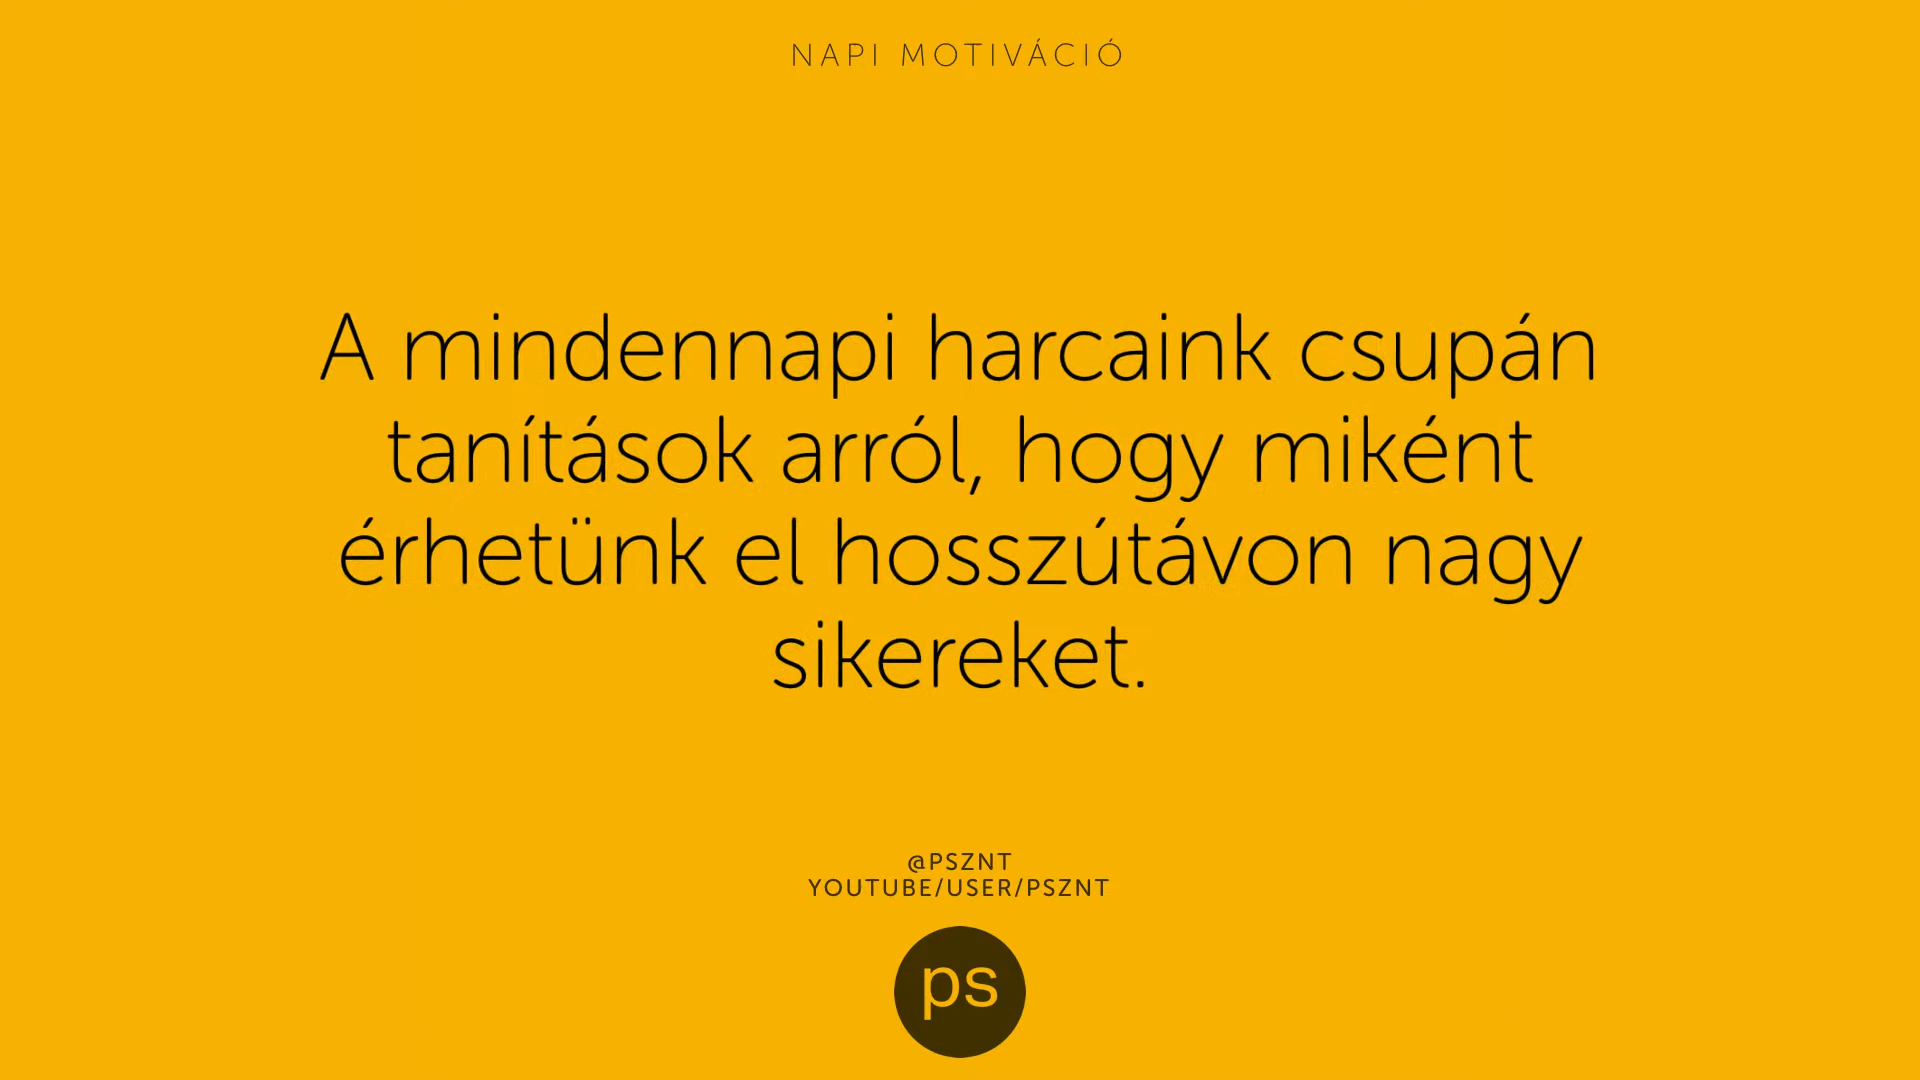 NAPI MOTIVÁCIÓ
A mindennapi harcaink csupán
tanítások arról, hogy miként
érhetünk el hosszútávon nagy
sikereket.
@PSZNT
YOUTUBE/USER/PSZNT
ps